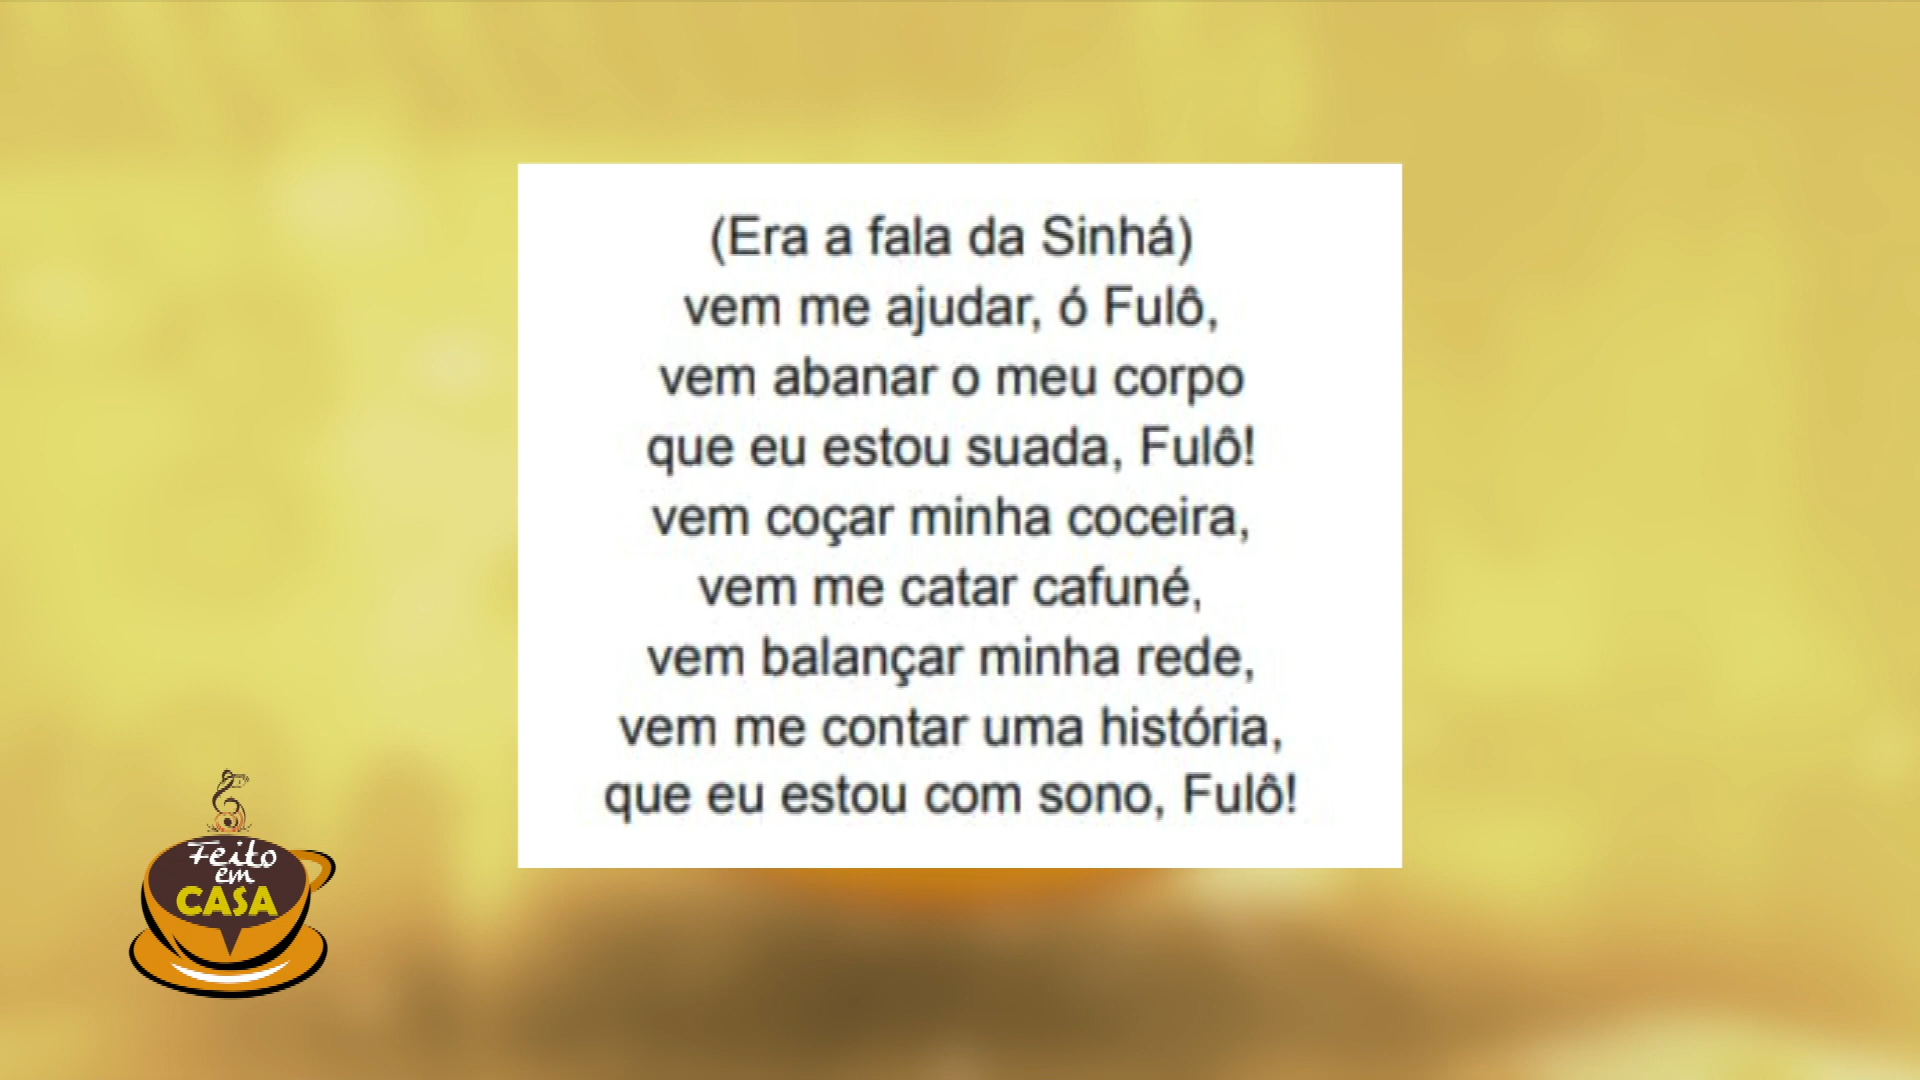 (Era a fala da Sinhá)
vem me ajudar, ó Fulô,
vem abanar o meu corpo
que eu estou suada, Fulô!
vem coçar minha coceira,
vem me catar cafuné,
vem balançar minha rede,
vem me contar uma história,
que eu estou com sono, Fulô!
Feito
em
CASA